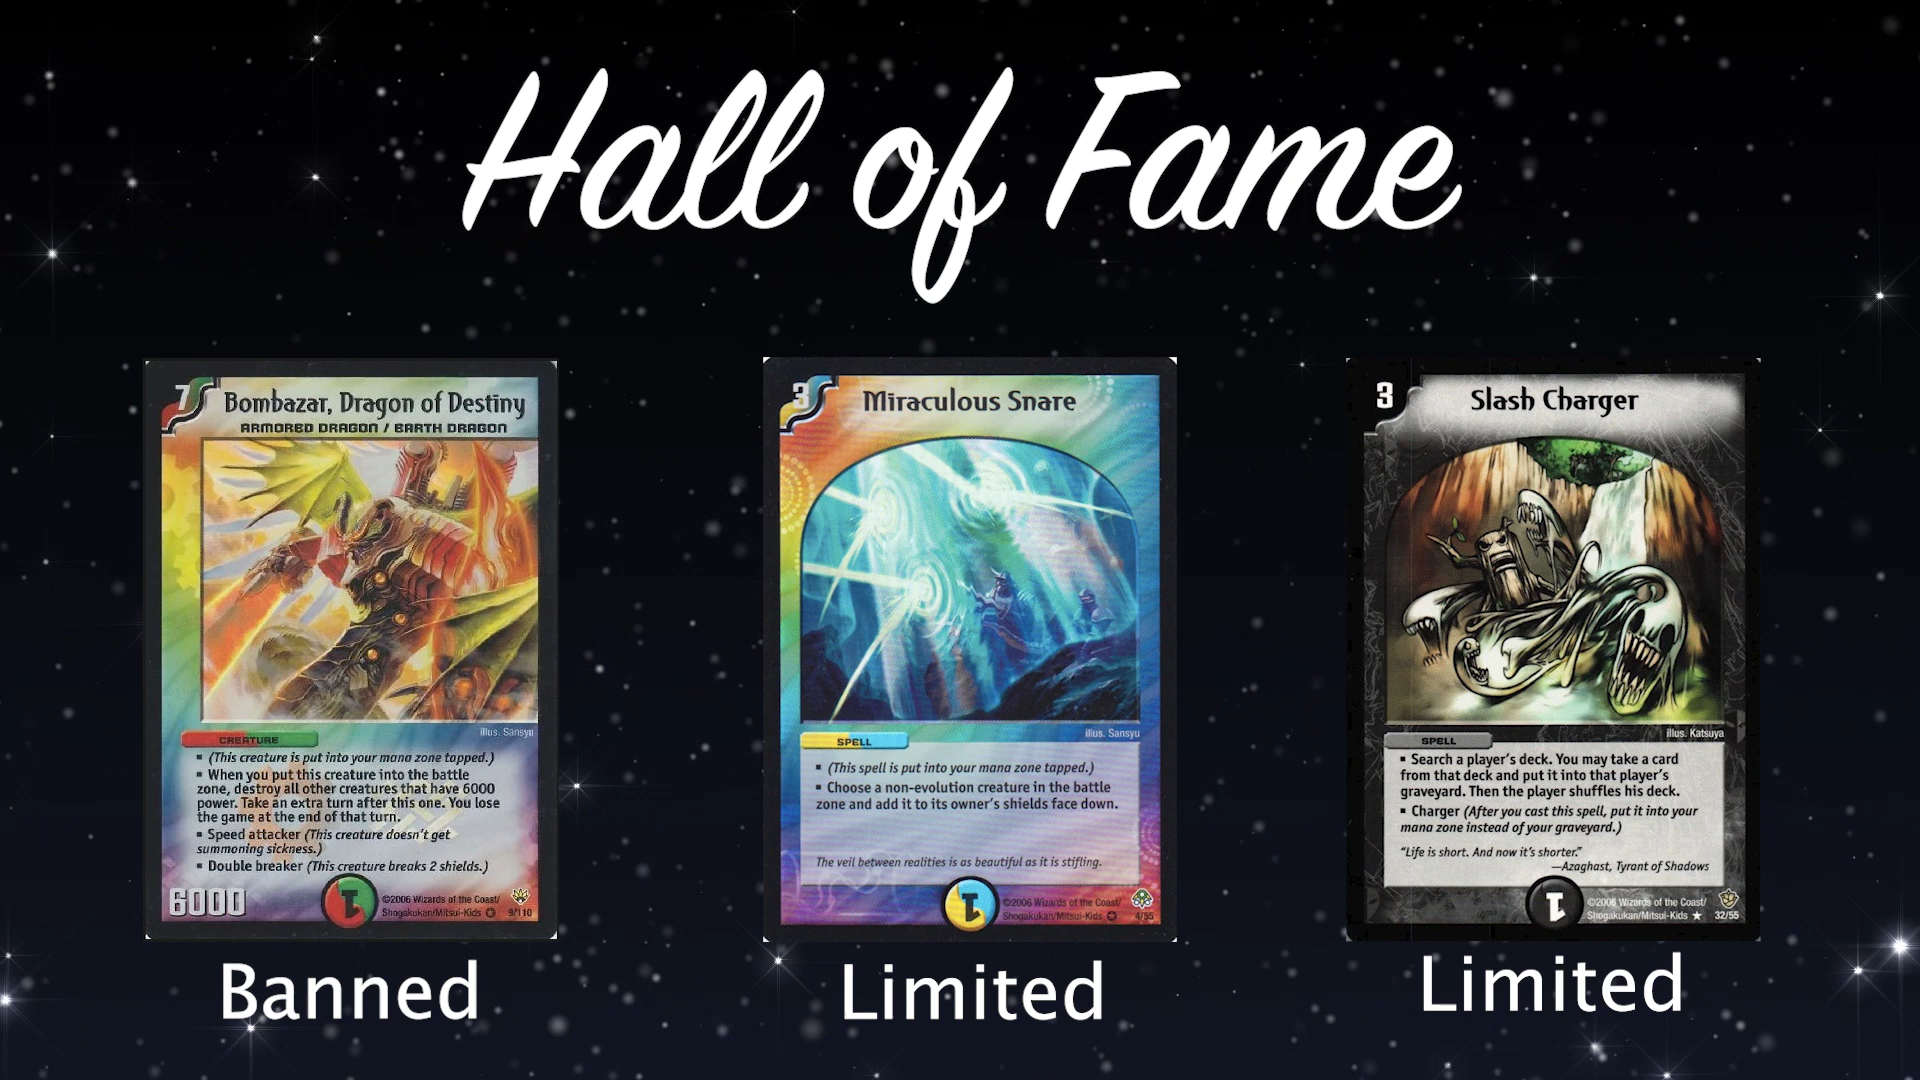 Hall of Fame
7
Bombazar, Dragon of Destiny
ARMORED DRAGON / EARTH DRAGON
illus. Sansyu
CREATURE
▪ (This creature is put into your mana zone tapped.)
▪ When you put this creature into the battle
zone, destroy all other creatures that have 6000
power. Take an extra turn after this one. You lose
the game at the end of that turn.
▪ Speed attacker (This creature doesn't get
summoning sickness.)
▪ Double breaker (This creature breaks 2 shields.)
6000
1
©2006 Wizards of the Coast/
Shogakukan/Mitsui-Kids
9/110
Banned
3
Miraculous Snare
illus. Sansyu
SPELL
▪ (This spell is put into your mana zone tapped.)
▪ Choose a non-evolution creature in the battle
zone and add it to its owner's shields face down.
The veil between realities is as beautiful as it is stifling.
1
©2006 Wizards of the Coast/
Shogakukan/Mitsui-Kids
4/55
Limited
3
Slash Charger
illus. Katsuya
SPELL
▪ Search a player's deck. You may take a card
from that deck and put it into that player's
graveyard. Then the player shuffles his deck.
▪ Charger (After you cast this spell, put it into your
mana zone instead of your graveyard.)
"Life is short. And now it's shorter."
—Azaghast, Tyrant of Shadows
1
©2006 Wizards of the Coast/
Shogakukan/Mitsui-Kids ★
32/55
Limited